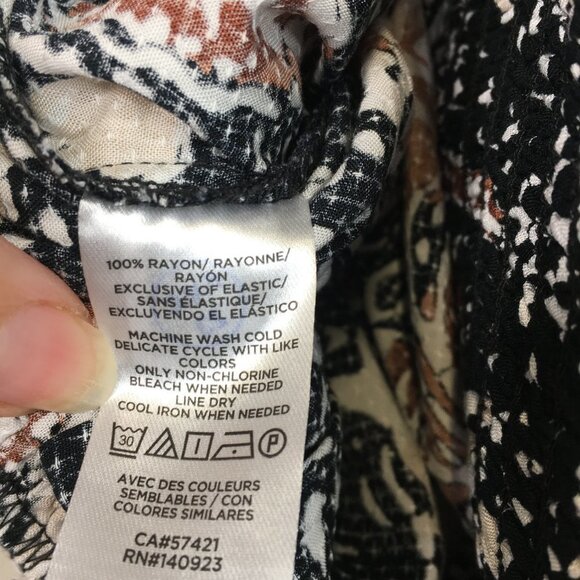 100% RAYON/ RAYONNE/
RAYÓN
EXCLUSIVE OF ELASTIC/
SANS ÉLASTIQUE/
EXCLUYENDO EL ELÁSTICO
MACHINE WASH COLD
DELICATE CYCLE WITH LIKE
COLORS
ONLY NON-CHLORINE
BLEACH WHEN NEEDED
LINE DRY
COOL IRON WHEN NEEDED
30 P
AVEC DES COULEURS
SEMBLABLES / CON
COLORES SIMILARES
CA#57421
RN#140923